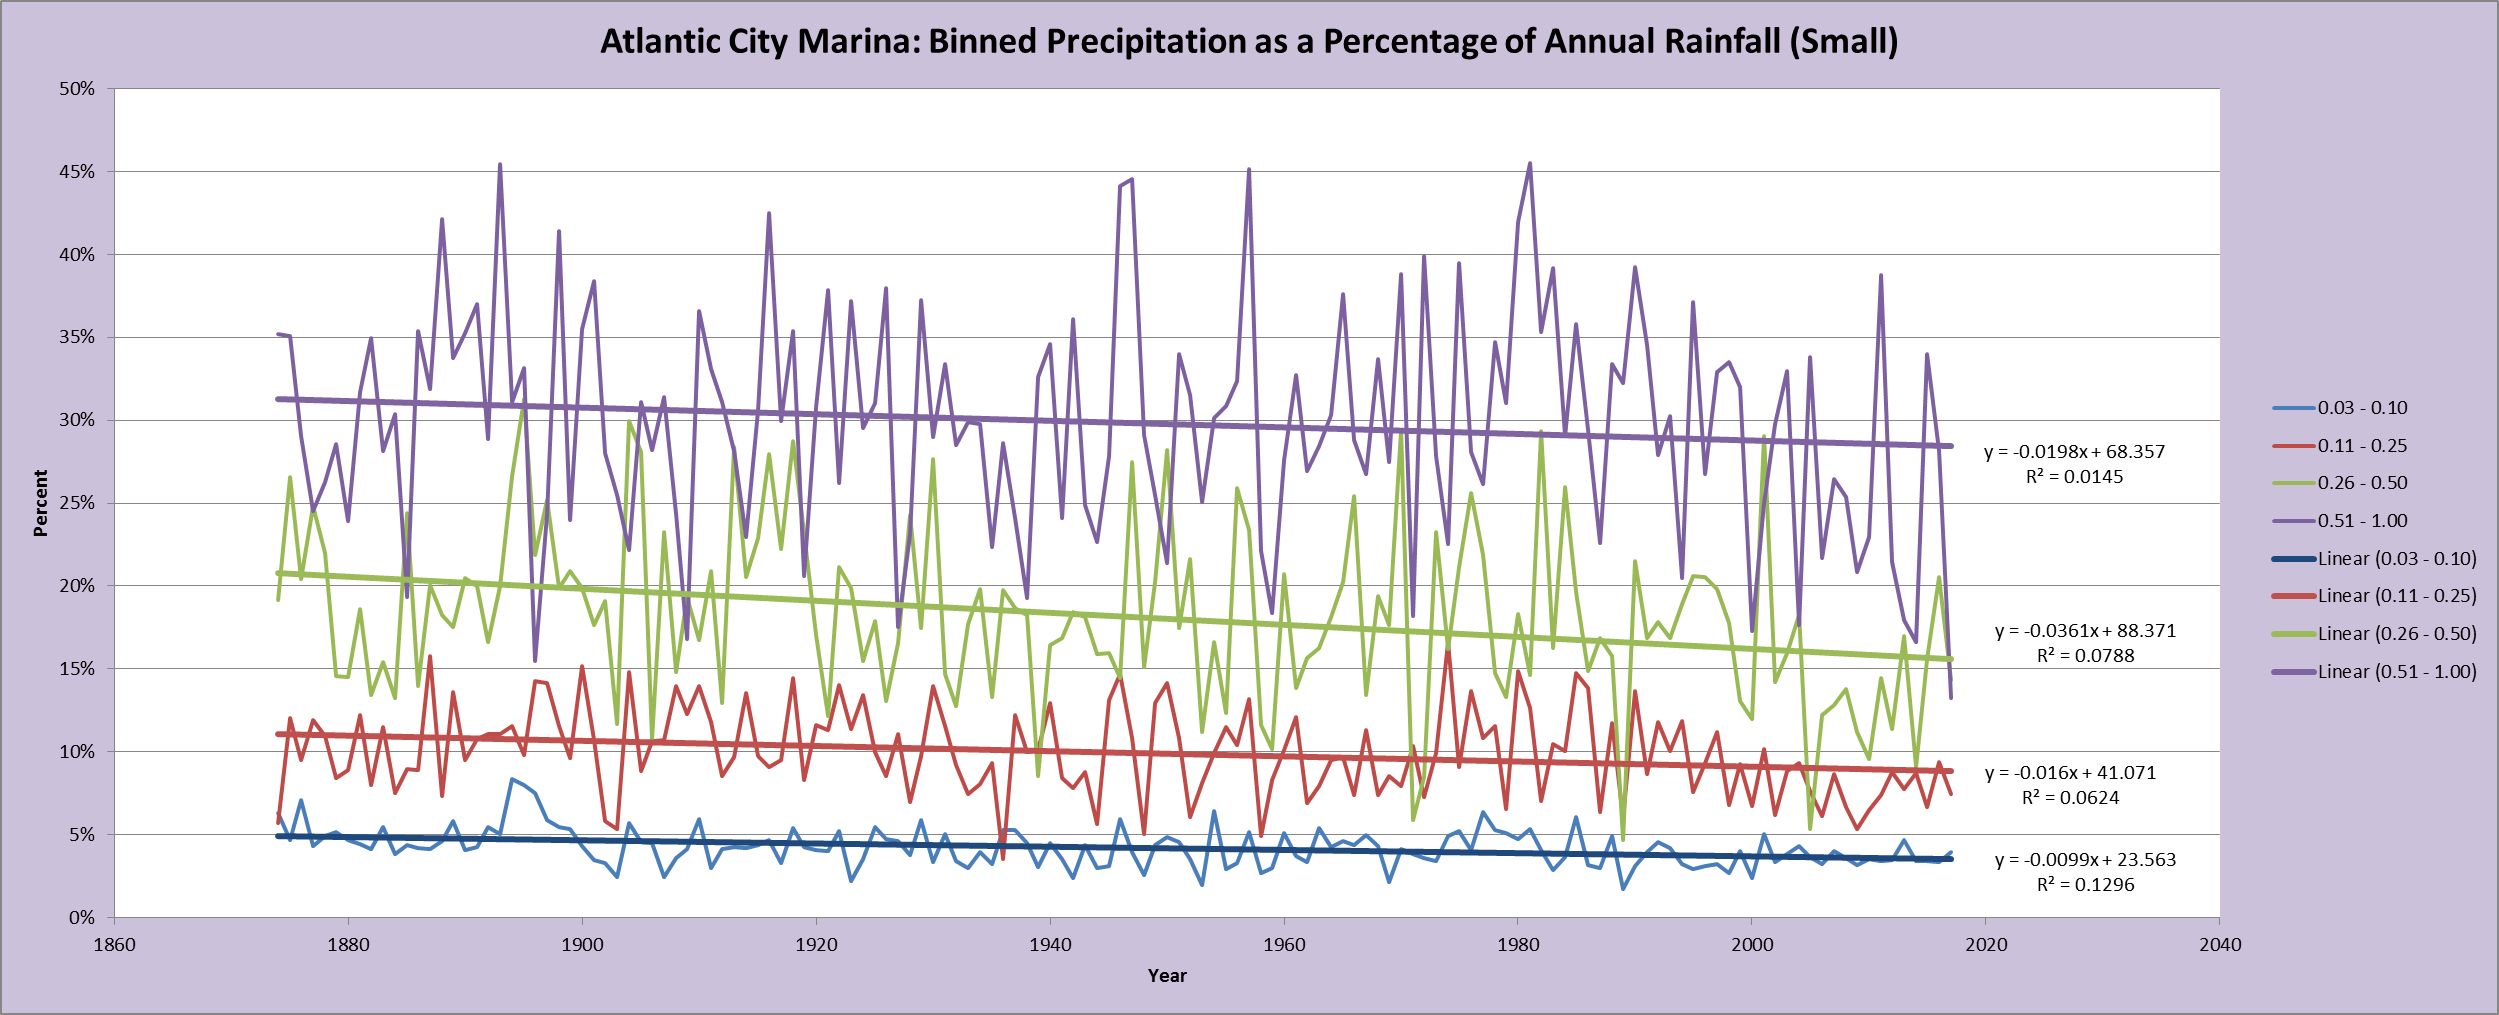 Atlantic City Marina: Binned Precipitation as a Percentage of Annual Rainfall (Small)
50%
45%
40%
35%
30%
25%
20%
15%
10%
5%
0%
Percent
1860
1880
1900
1920
1940
1960
1980
2000
2020
2040
Year
y = -0.0198x + 68.357
R² = 0.0145
y = -0.0361x + 88.371
R² = 0.0788
y = -0.016x + 41.071
R² = 0.0624
y = -0.0099x + 23.563
R² = 0.1296
0.03 - 0.10
0.11 - 0.25
0.26 - 0.50
0.51 - 1.00
Linear (0.03 - 0.10)
Linear (0.11 - 0.25)
Linear (0.26 - 0.50)
Linear (0.51 - 1.00)